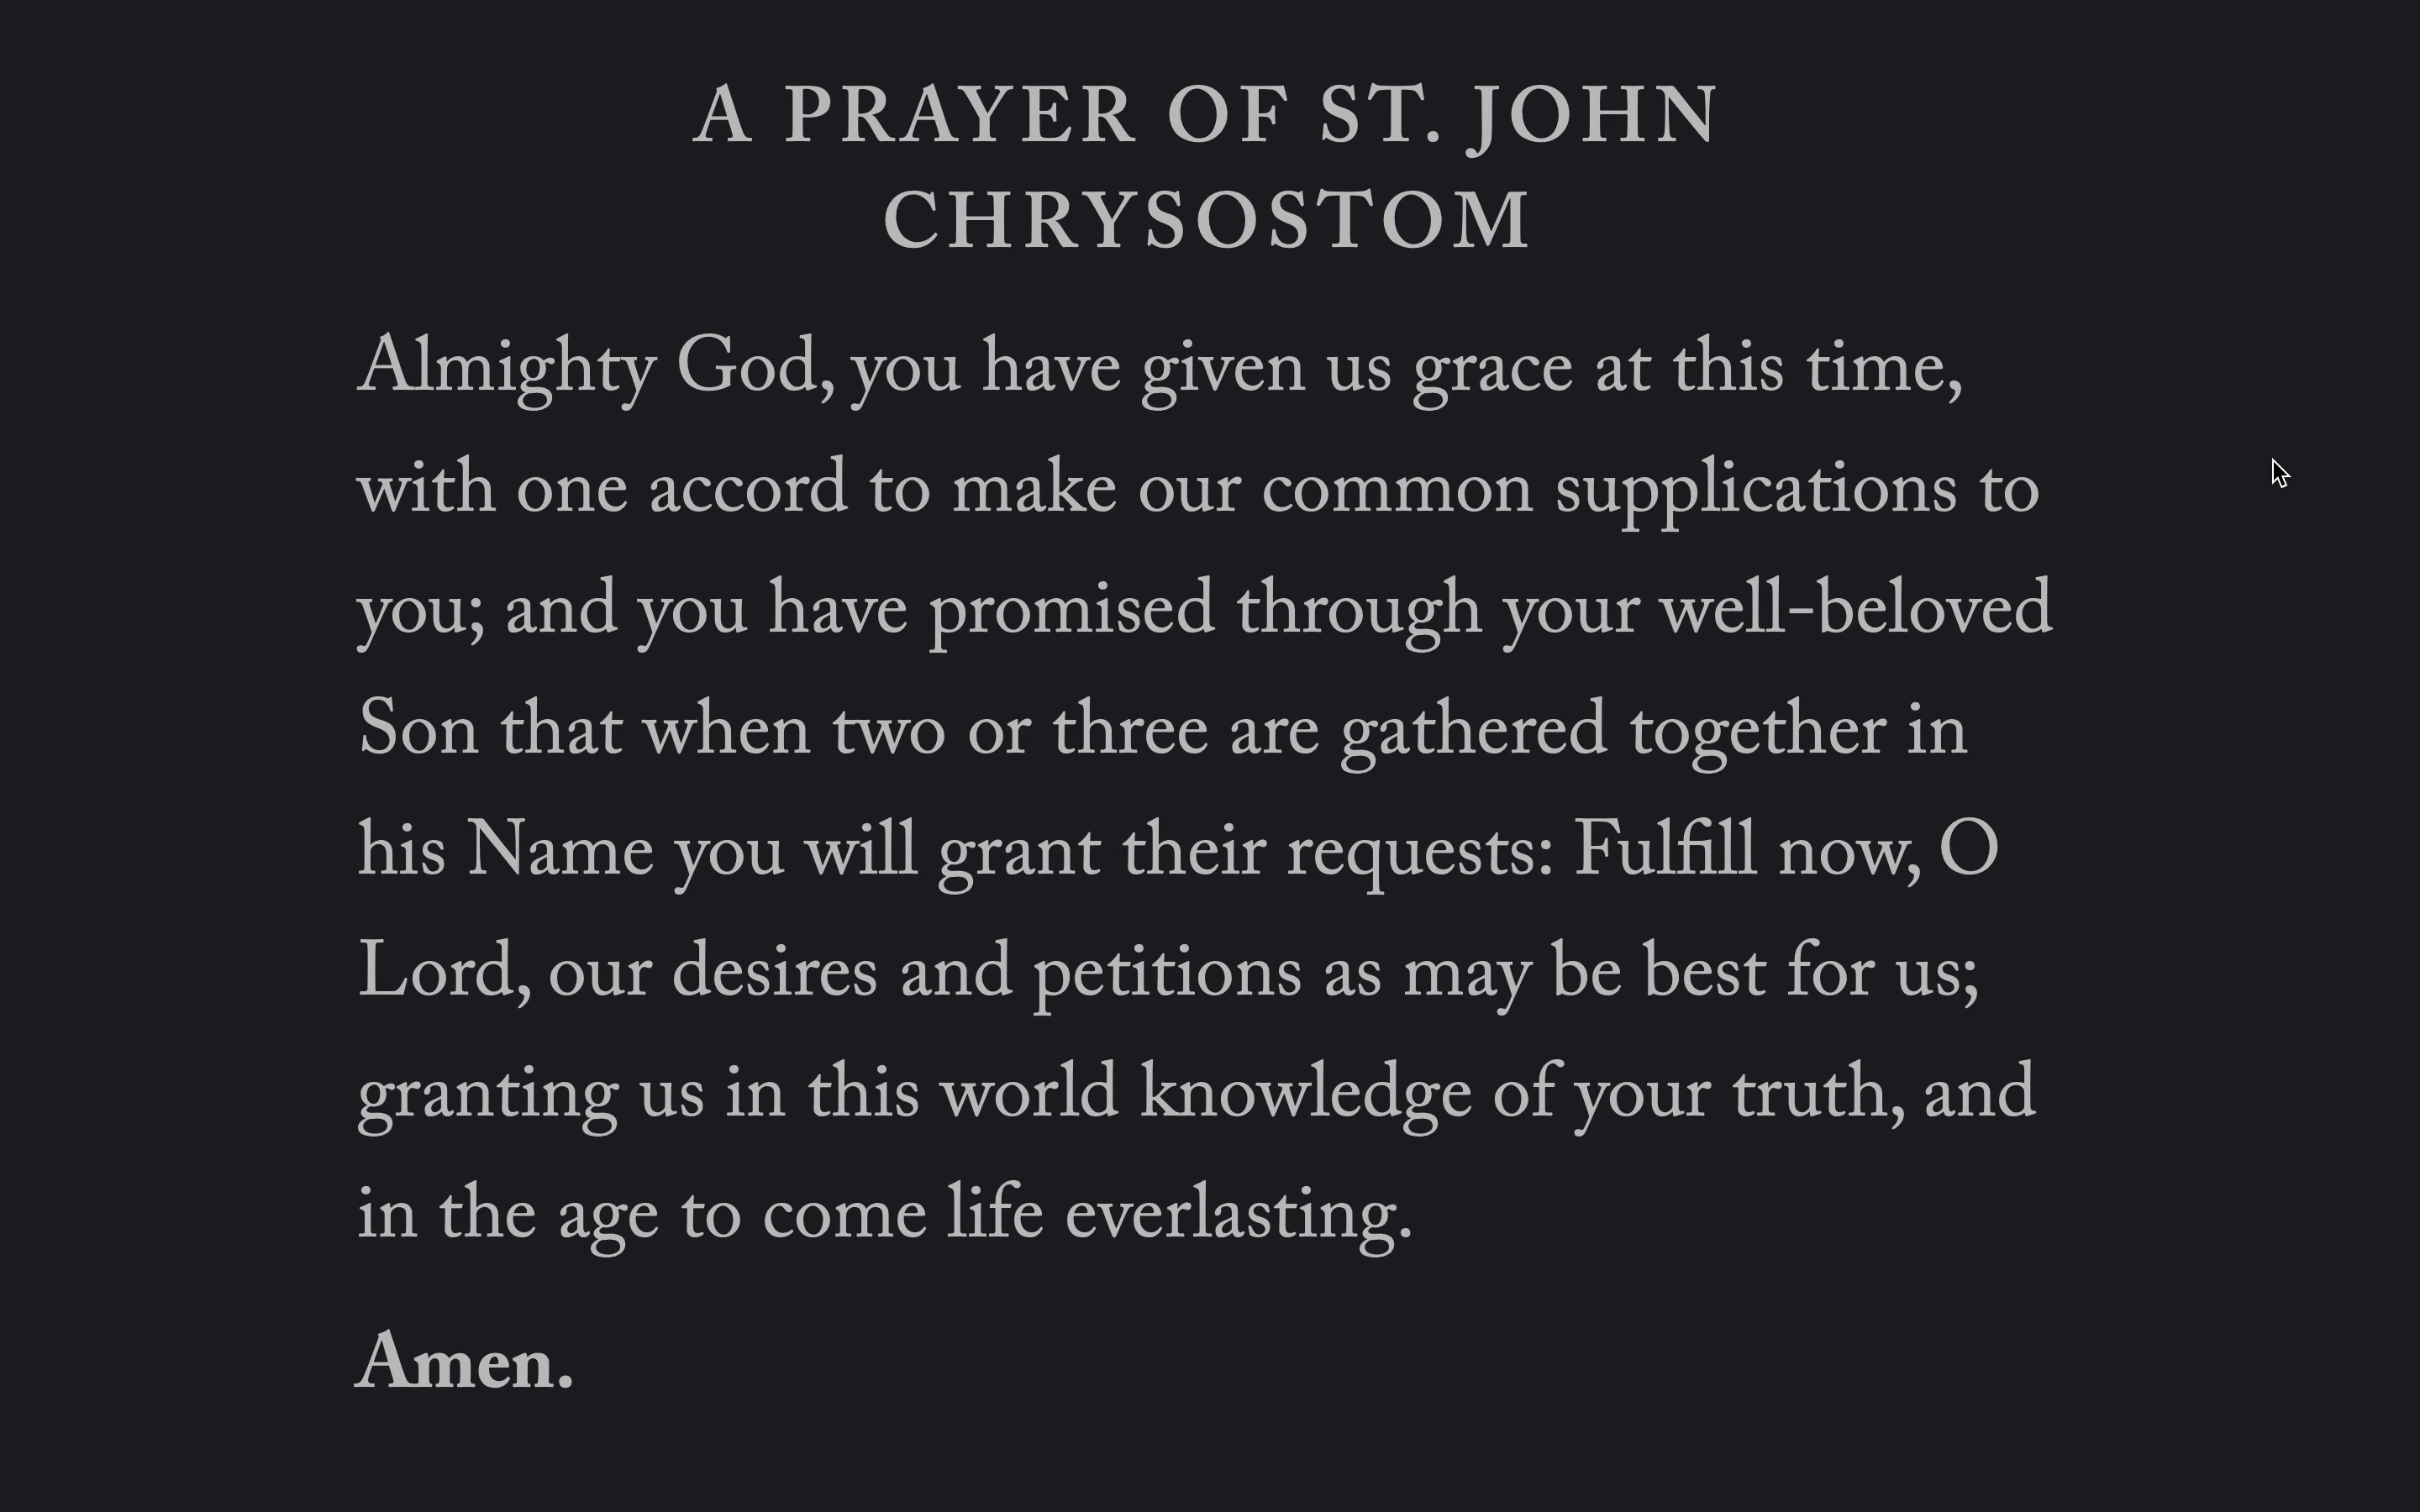 A PRAYER OF ST. JOHN
CHRYSOSTOM
Almighty God, you have given us grace at this time,
with one accord to make our common supplications to
you; and you have promised through your well-beloved
Son that when two or three are gathered together in
his Name you will grant their requests: Fulfill now, O
Lord, our desires and petitions as may be best for us;
granting us in this world knowledge of your truth, and
in the age to come life everlasting.
Amen.